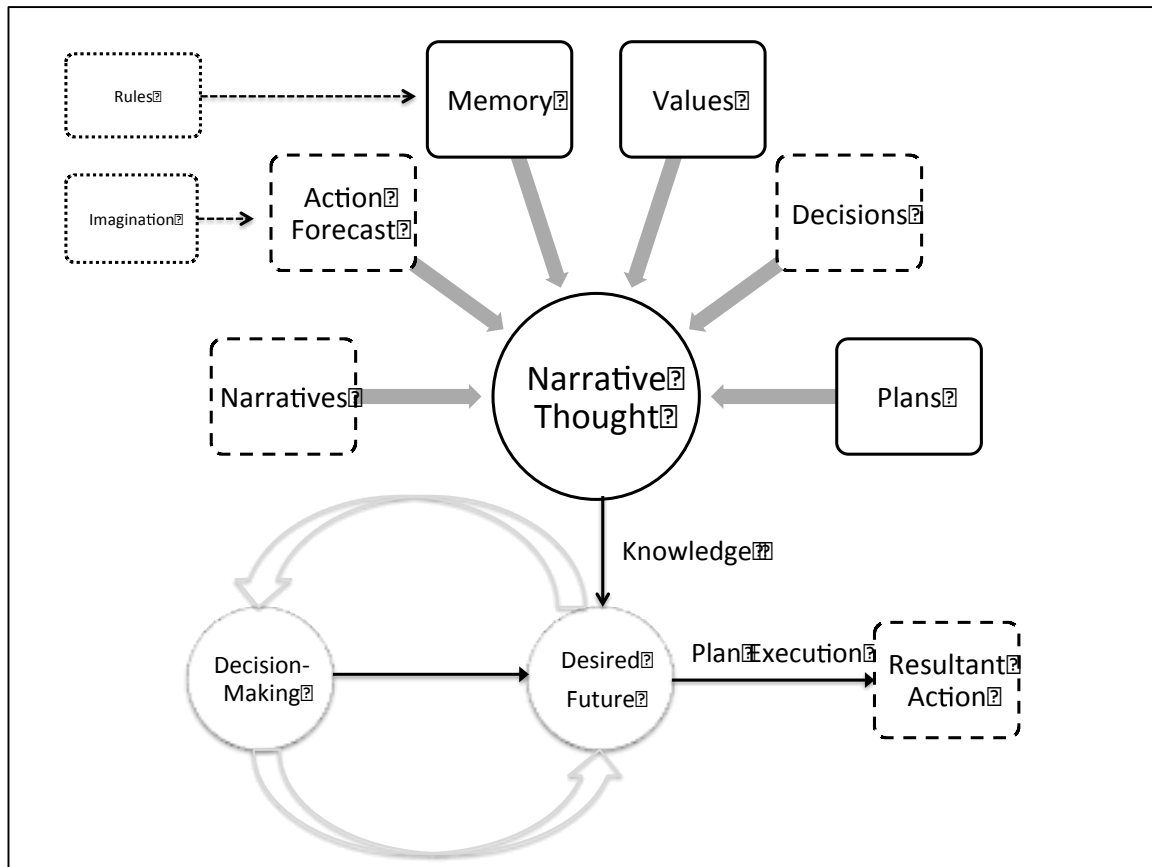 Rules
Memory
Values
Imagination
Action
Forecast
Decisions
Narratives
Narrative
Thought
Plans
Knowledge
Decision-
Making
Desired
Future
Plan Execution
Resultant
Action